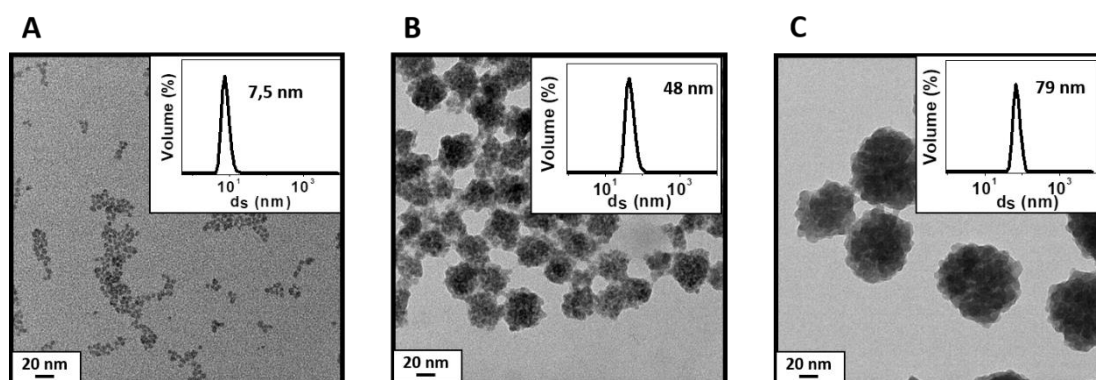 A
B
C
Volume (%)
7,5 nm
10¹
10³
dₛ (nm)
20 nm
Volume (%)
48 nm
10¹
10³
dₛ (nm)
20 nm
Volume (%)
79 nm
10¹
10³
dₛ (nm)
20 nm